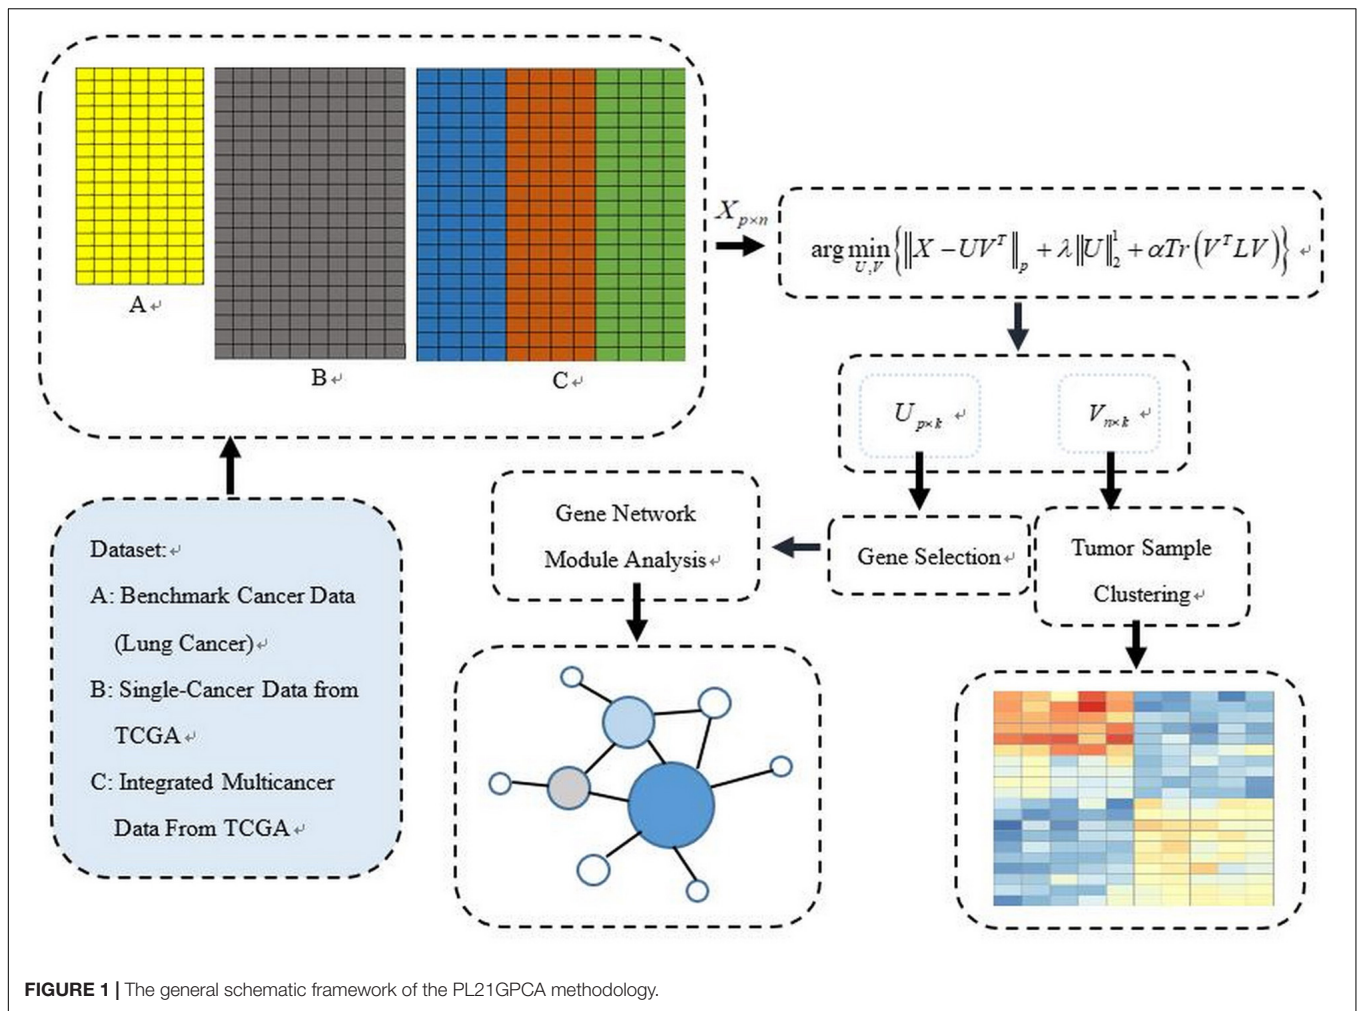 A↵
B↵
C↵
X p×n
arg min U,V {‖X − UV^T‖_p + λ‖U‖_2^1 + αTr(V^T LV)} ↵
U p×k ↵
V n×k ↵
Dataset:↵
A: Benchmark Cancer Data
(Lung Cancer)↵
B: Single-Cancer Data from
TCGA↵
C: Integrated Multicancer
Data From TCGA↵
Gene Network
Module Analysis↵
Gene Selection↵
Tumor Sample
Clustering↵
FIGURE 1 | The general schematic framework of the PL21GPCA methodology.